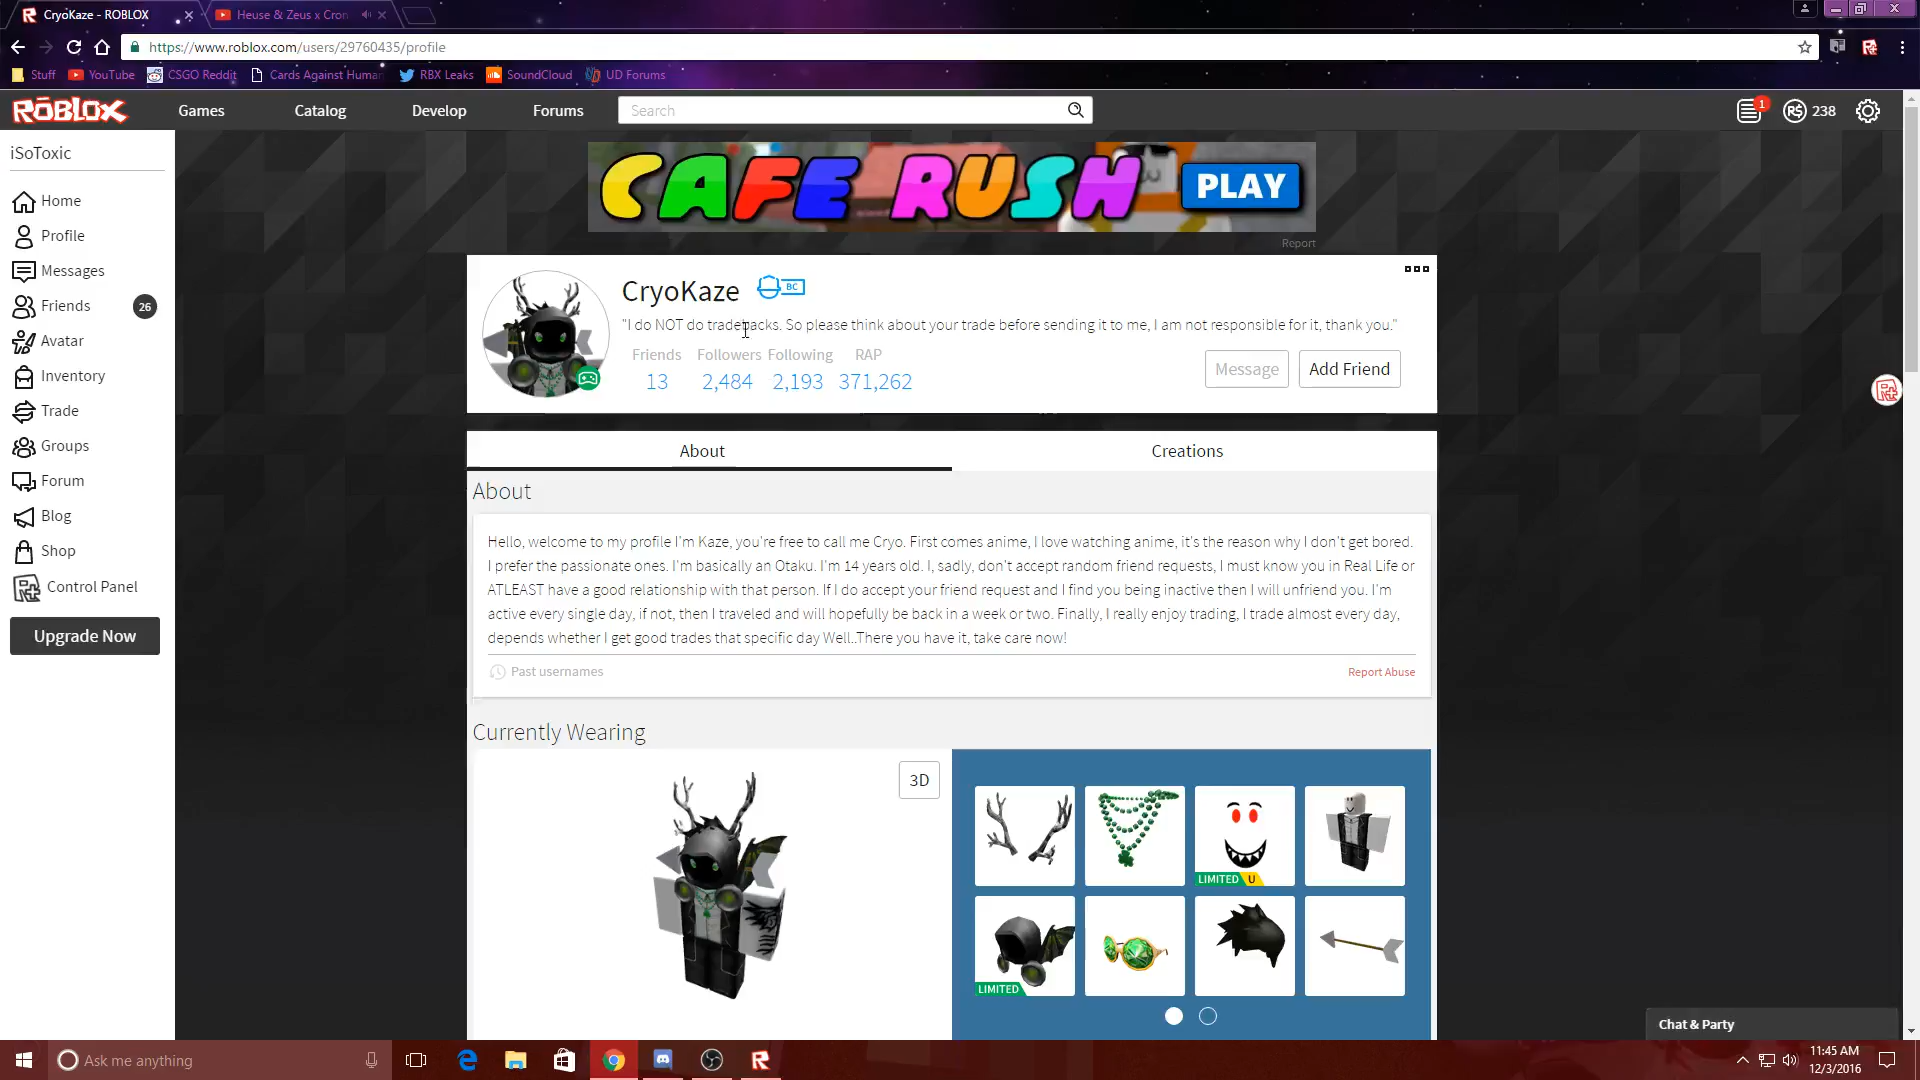 CryoKaze - ROBLOX
Heuse & Zeus x Cron
https://www.roblox.com/users/29760435/profile
Stuff YouTube CSGO Reddit Cards Against Human RBX Leaks SoundCloud UD Forums
ROBLOX Games Catalog Develop Forums Search 1 R$ 238
iSoToxic
Home
Profile
Messages
Friends 26
Avatar
Inventory
Trade
Groups
Forum
Blog
Shop
Control Panel
Upgrade Now
CAFE RUSH PLAY
Report
CryoKaze BC
"I do NOT do tradebacks. So please think about your trade before sending it to me, I am not responsible for it, thank you."
Friends Followers Following RAP
13 2,484 2,193 371,262
Message Add Friend
About Creations
About
Hello, welcome to my profile I'm Kaze, you're free to call me Cryo. First comes anime, I love watching anime, it's the reason why I don't get bored.
I prefer the passionate ones. I'm basically an Otaku. I'm 14 years old. I, sadly, don't accept random friend requests, I must know you in Real Life or
ATLEAST have a good relationship with that person. If I do accept your friend request and I find you being inactive then I will unfriend you. I'm
active every single day, if not, then I traveled and will hopefully be back in a week or two. Finally, I really enjoy trading, I trade almost every day,
depends whether I get good trades that specific day Well..There you have it, take care now!
Past usernames Report Abuse
Currently Wearing
3D
LIMITED U
LIMITED
Chat & Party
Ask me anything
11:45 AM
12/3/2016